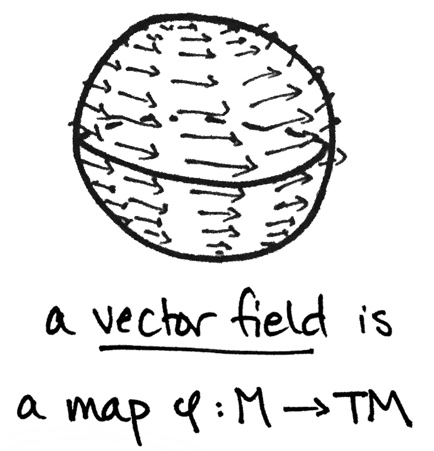 a vector field is
a map φ : M → TM